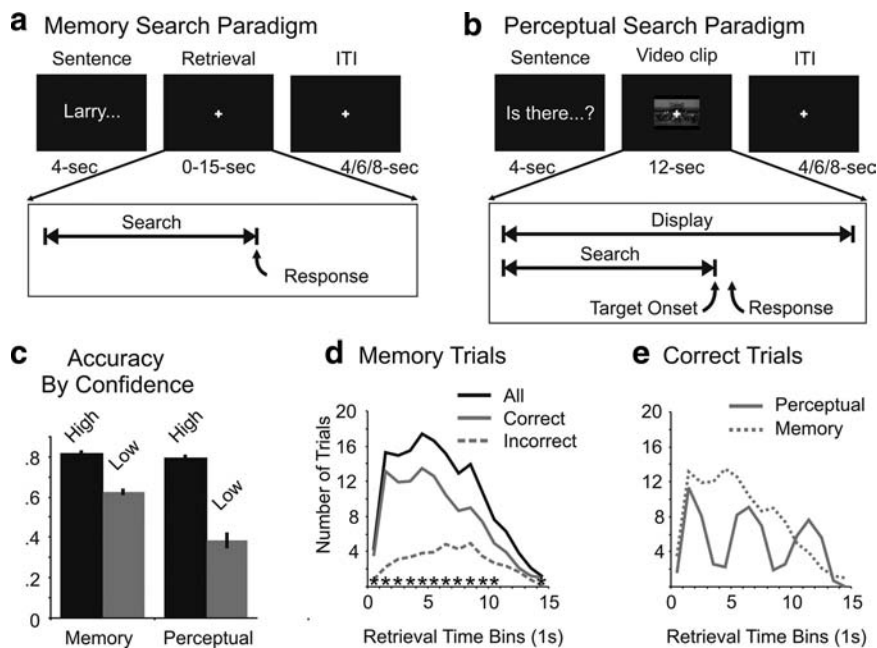 a Memory Search Paradigm
Sentence Retrieval ITI
Larry...
4-sec 0-15-sec 4/6/8-sec
Search
Response
b Perceptual Search Paradigm
Sentence Video clip ITI
Is there...?
4-sec 12-sec 4/6/8-sec
Display
Search
Target Onset Response
c Accuracy
By Confidence
High Low High Low
.8
.6
.4
.2
0
Memory Perceptual
d Memory Trials
All
Correct
Incorrect
Number of Trials
20
16
12
8
4
************
0 5 10 15
Retrieval Time Bins (1s)
e Correct Trials
Perceptual
Memory
20
16
12
8
4
0 5 10 15
Retrieval Time Bins (1s)